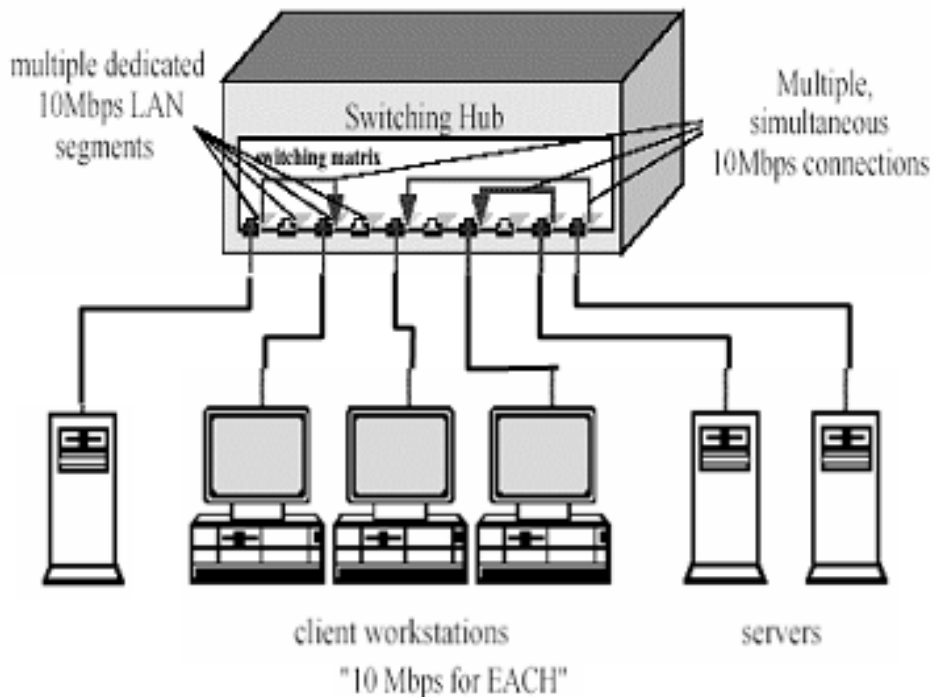 multiple dedicated
10Mbps LAN
segments
Switching Hub
switching matrix
Multiple,
simultaneous
10Mbps connections
client workstations
"10 Mbps for EACH"
servers